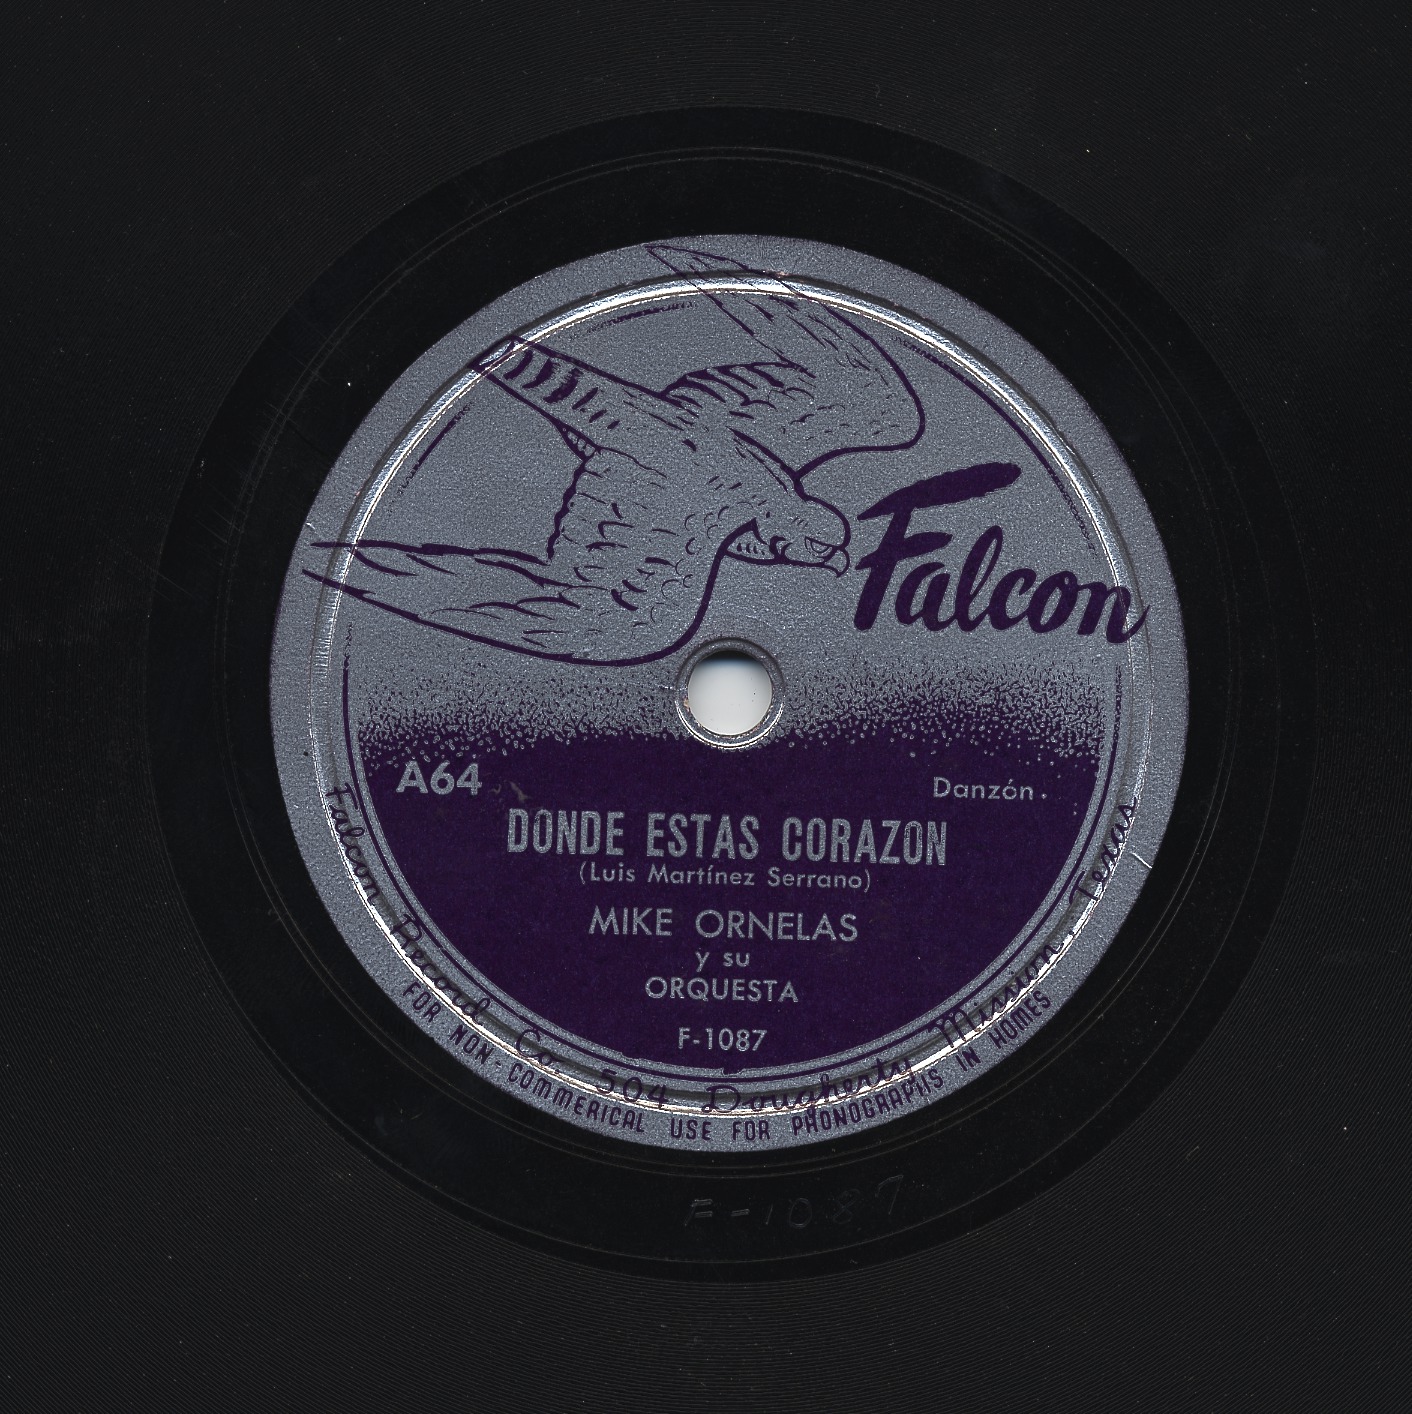 Falcon
A64
Danzón.
DONDE ESTAS CORAZON
(Luis Martínez Serrano)
MIKE ORNELAS
y su
ORQUESTA
F-1087
Falcon Record Co. 504 Dougherty Mission, Texas
FOR NON-COMMERICAL USE FOR PHONOGRAPHS IN HOMES
F-1087